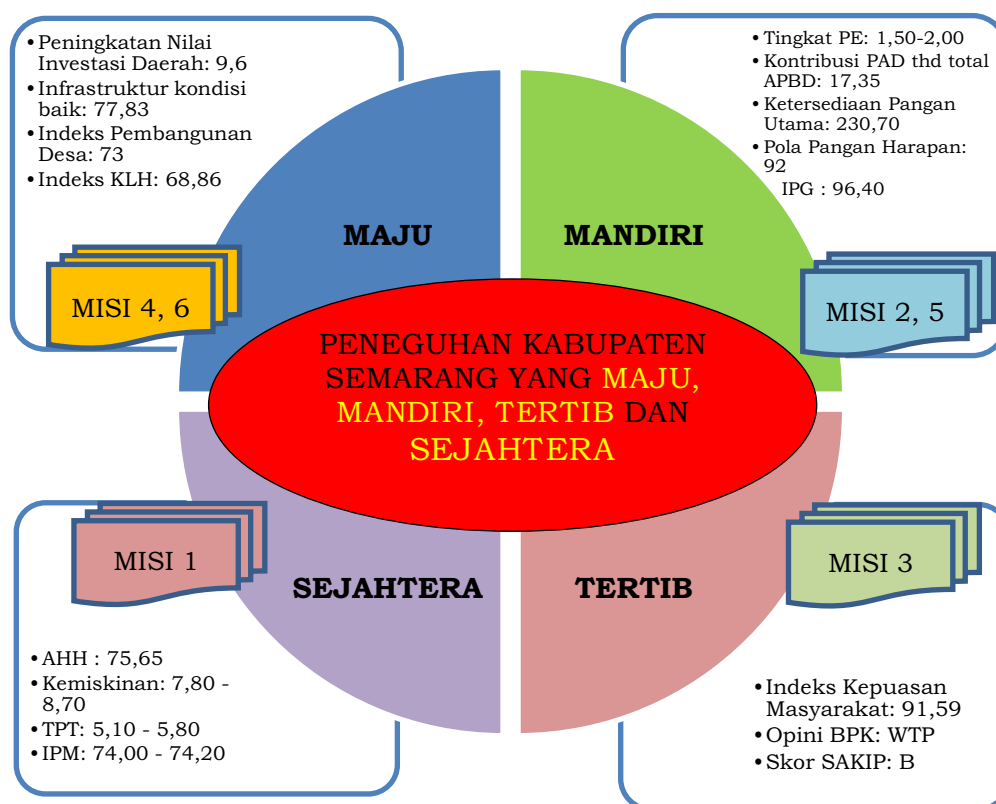 •Peningkatan Nilai
Investasi Daerah: 9,6
•Infrastruktur kondisi
baik: 77,83
•Indeks Pembangunan
Desa: 73
•Indeks KLH: 68,86
•Tingkat PE: 1,50-2,00
•Kontribusi PAD thd total
APBD: 17,35
•Ketersediaan Pangan
Utama: 230,70
•Pola Pangan Harapan:
92
IPG : 96,40
MAJU
MANDIRI
MISI 4, 6
MISI 2, 5
PENEGUHAN KABUPATEN
SEMARANG YANG MAJU,
MANDIRI, TERTIB DAN
SEJAHTERA
MISI 1
MISI 3
SEJAHTERA
TERTIB
•AHH : 75,65
•Kemiskinan: 7,80 -
8,70
•TPT: 5,10 - 5,80
•IPM: 74,00 - 74,20
•Indeks Kepuasan
Masyarakat: 91,59
•Opini BPK: WTP
•Skor SAKIP: B